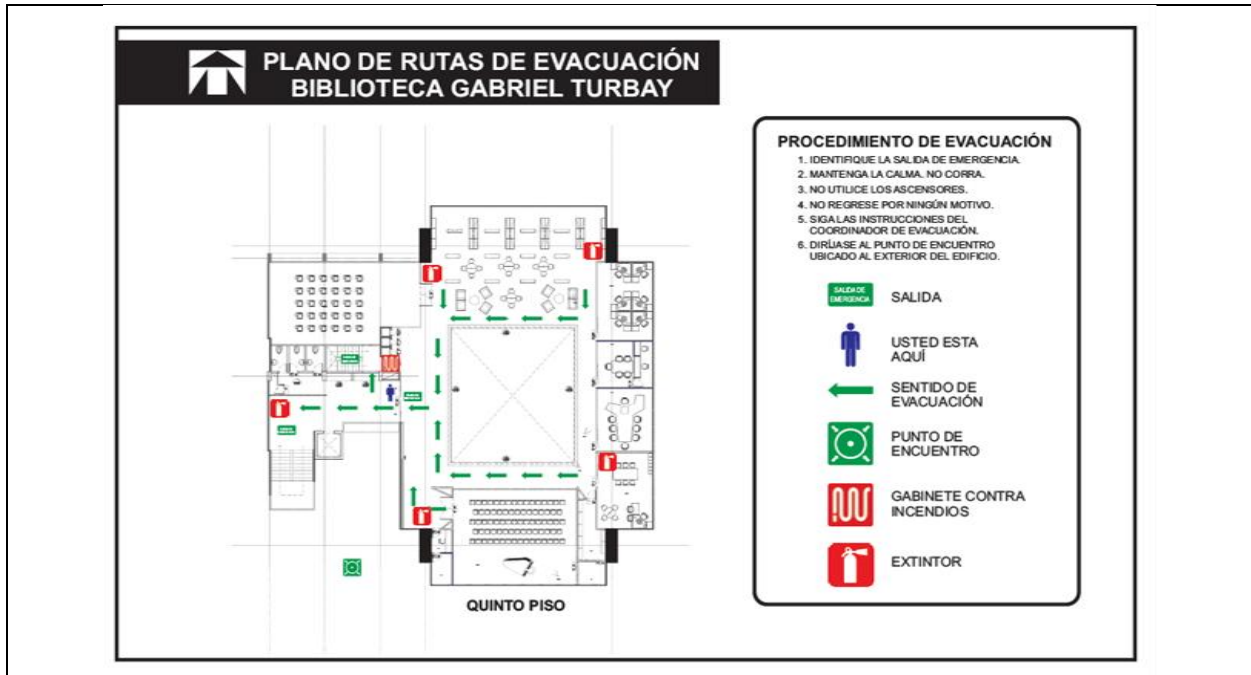 PLANO DE RUTAS DE EVACUACIÓN
BIBLIOTECA GABRIEL TURBAY
PROCEDIMIENTO DE EVACUACIÓN
1. IDENTIFIQUE LA SALIDA DE EMERGENCIA.
2. MANTENGA LA CALMA. NO CORRA.
3. NO UTILICE LOS ASCENSORES.
4. NO REGRESE POR NINGÚN MOTIVO.
5. SIGA LAS INSTRUCCIONES DEL
COORDINADOR DE EVACUACIÓN.
6. DIRÍJASE AL PUNTO DE ENCUENTRO
UBICADO AL EXTERIOR DEL EDIFICIO.
SALIDA DE
EMERGENCIA
SALIDA
USTED ESTA
AQUÍ
SENTIDO DE
EVACUACIÓN
PUNTO DE
ENCUENTRO
GABINETE CONTRA
INCENDIOS
EXTINTOR
QUINTO PISO